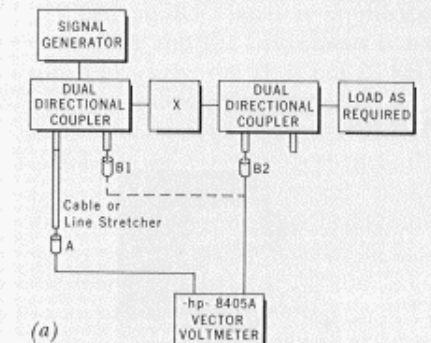 SIGNAL
GENERATOR
DUAL
DIRECTIONAL
COUPLER
X
DUAL
DIRECTIONAL
COUPLER
LOAD AS
REQUIRED
B1
B2
Cable or
Line Stretcher
A
-hp- 8405A
VECTOR
VOLTMETER
(a)